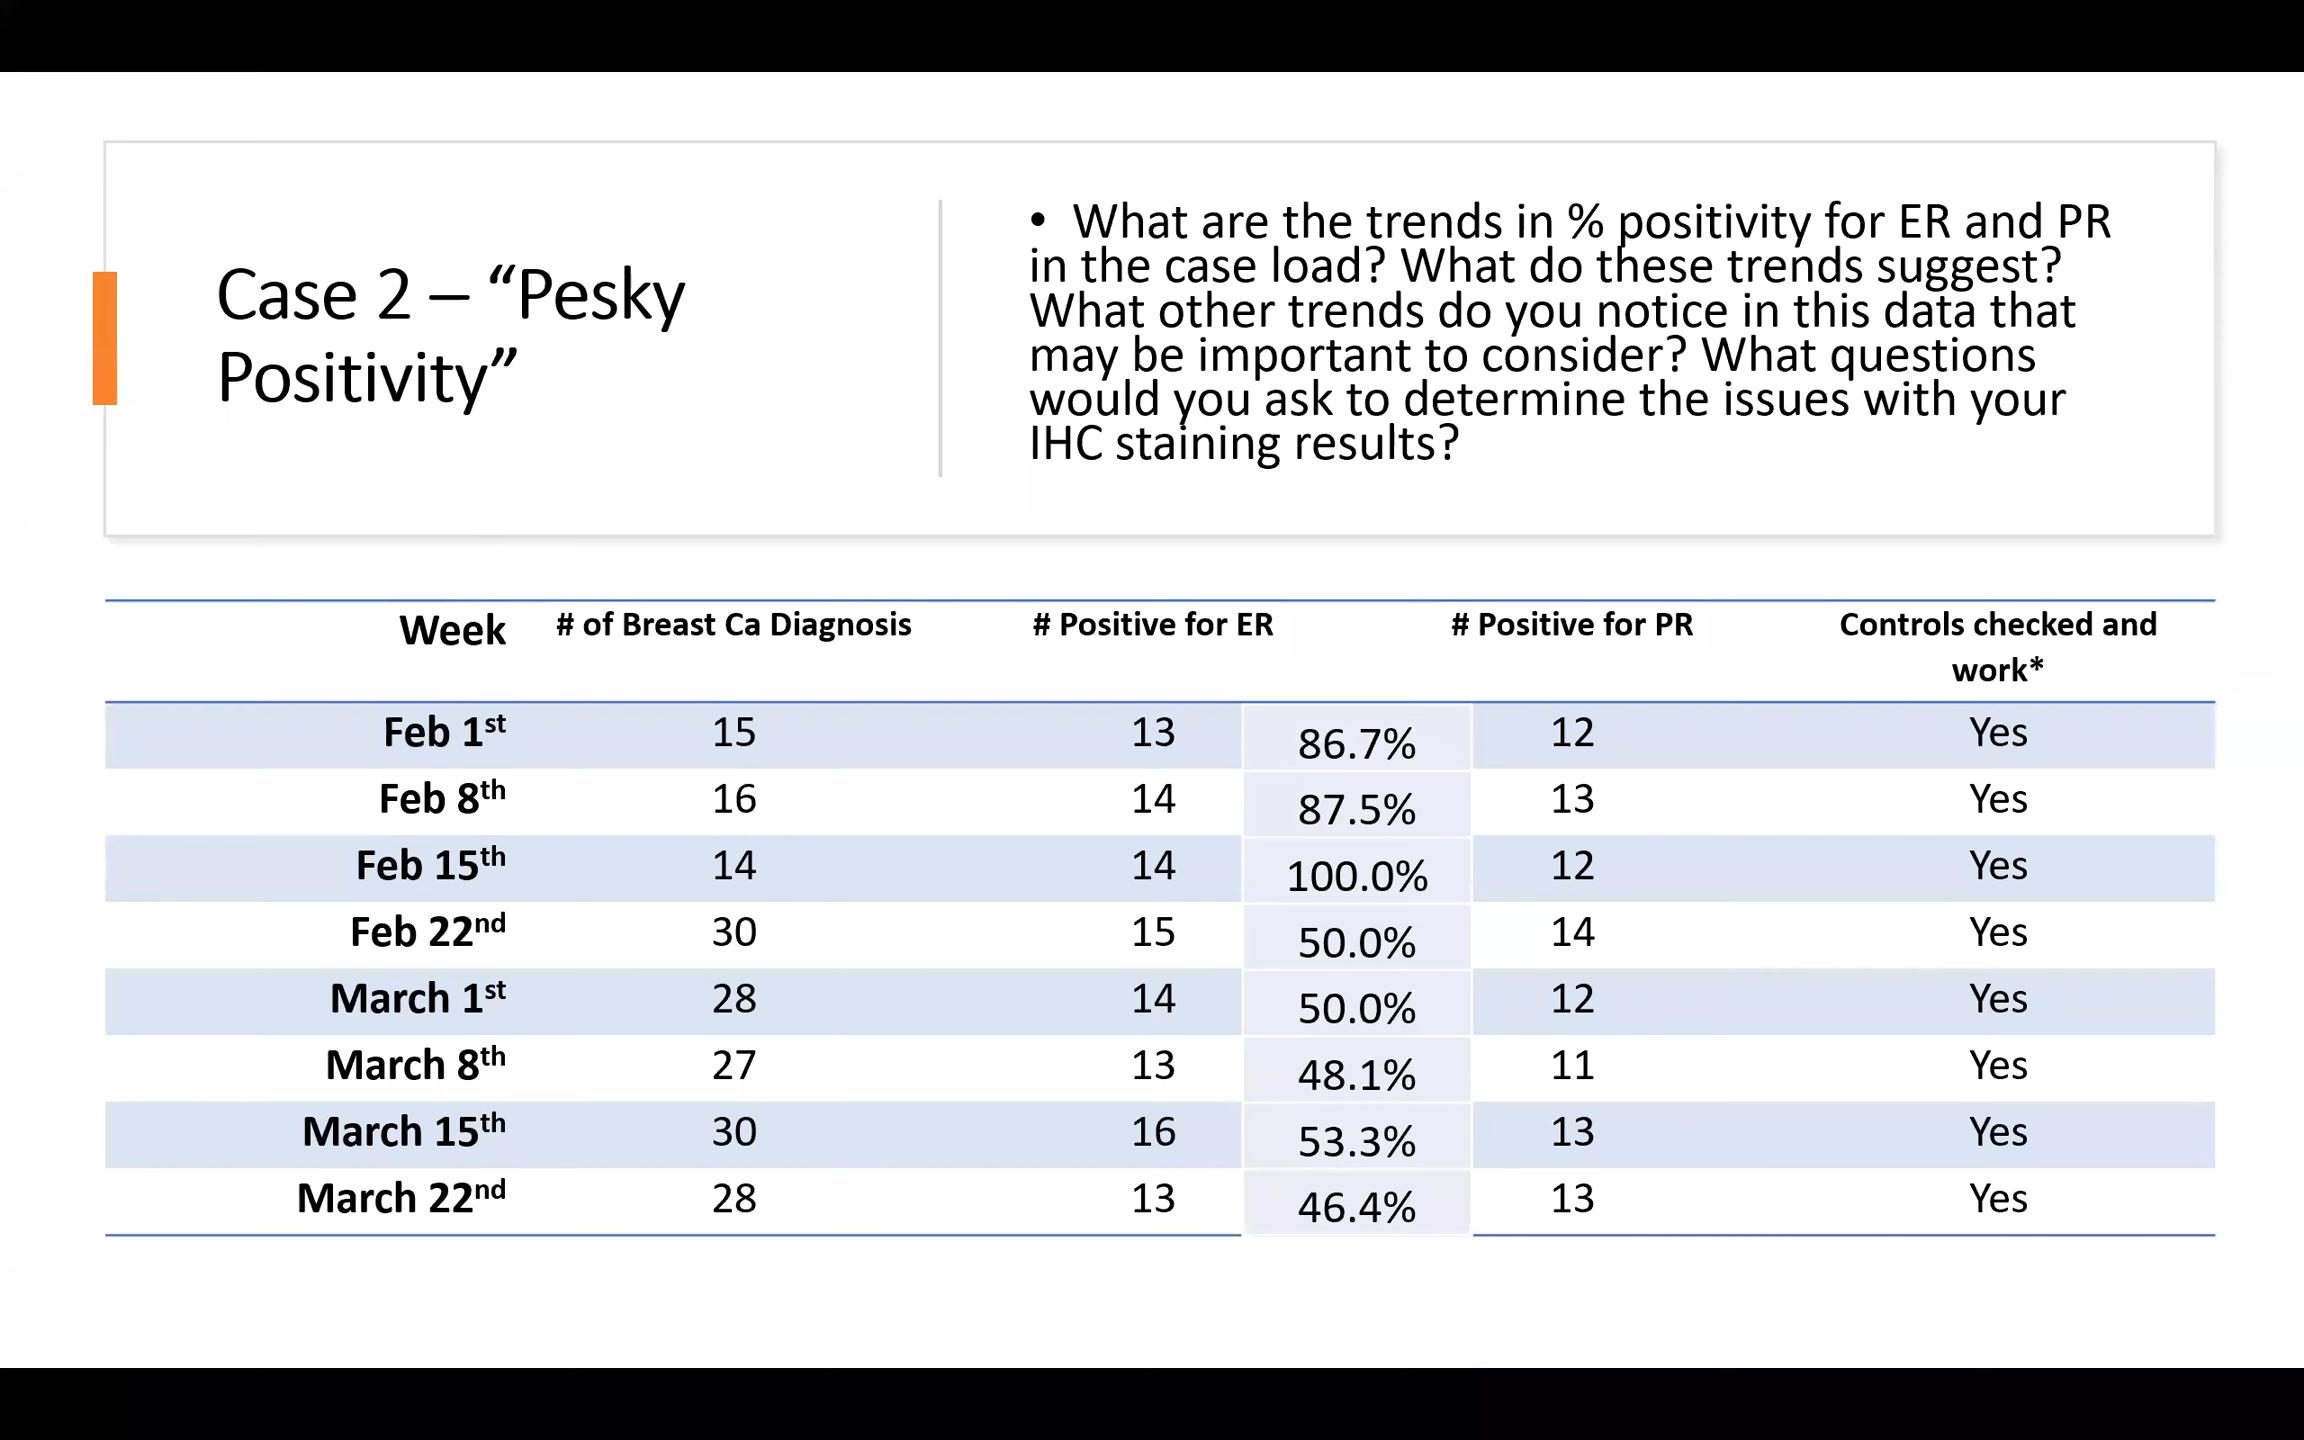 Case 2 – “Pesky
Positivity”
• What are the trends in % positivity for ER and PR
in the case load? What do these trends suggest?
What other trends do you notice in this data that
may be important to consider? What questions
would you ask to determine the issues with your
IHC staining results?
Week # of Breast Ca Diagnosis # Positive for ER # Positive for PR Controls checked and
work*
Feb 1st 15 13 86.7% 12 Yes
Feb 8th 16 14 87.5% 13 Yes
Feb 15th 14 14 100.0% 12 Yes
Feb 22nd 30 15 50.0% 14 Yes
March 1st 28 14 50.0% 12 Yes
March 8th 27 13 48.1% 11 Yes
March 15th 30 16 53.3% 13 Yes
March 22nd 28 13 46.4% 13 Yes